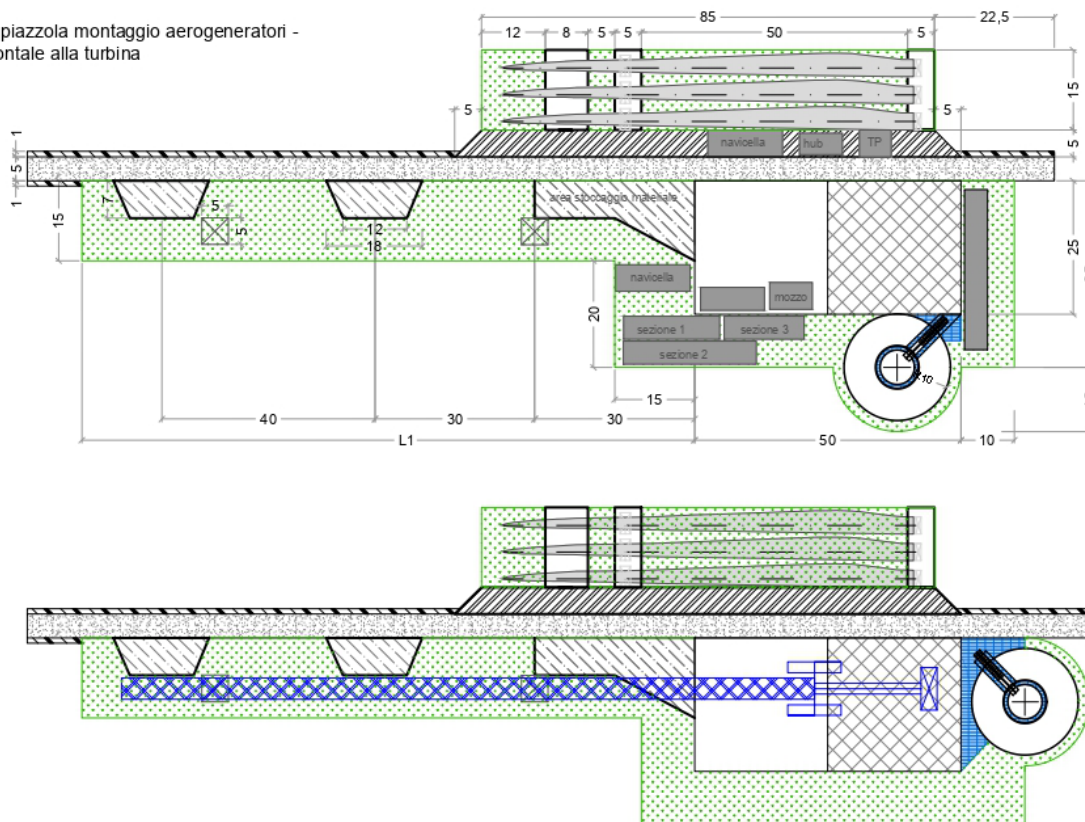 piazzola montaggio aerogeneratori -
ontale alla turbina
85
22,5
12
8
5
5
50
5
15
5
5
5
navicella
hub
TP
1
5
1
7
15
5
5
12
18
area stoccaggio materiale
25
navicella
mozzo
20
sezione 1
sezione 3
sezione 2
10
15
40
30
30
L1
50
10